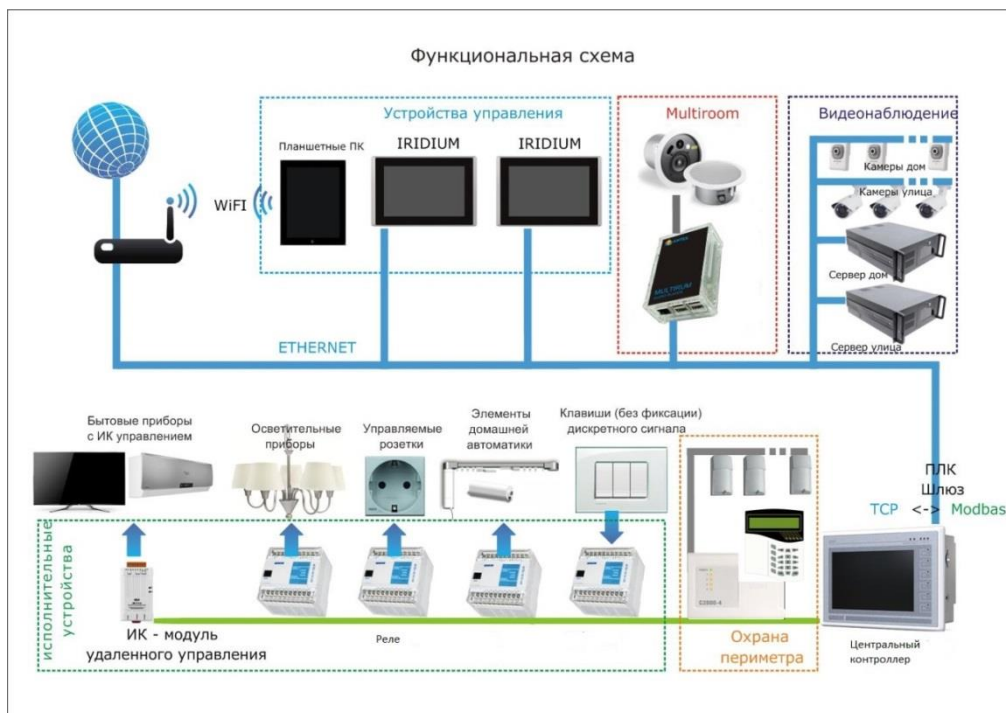 Функциональная схема
Устройства управления
Планшетные ПК
IRIDIUM
IRIDIUM
WiFI
Multiroom
MULTIRUM
Видеонаблюдение
Камеры дом
Камеры улица
Сервер дом
Сервер улица
ETHERNET
Бытовые приборы
с ИК управлением
Осветительные
приборы
Управляемые
розетки
Элементы
домашней
автоматики
Клавиши (без фиксации)
дискретного сигнала
ПЛК
Шлюз
TCP <-> Modbas
исполнительные
устройства
ИК - модуль
удаленного управления
Реле
Охрана
периметра
Центральный
контроллер